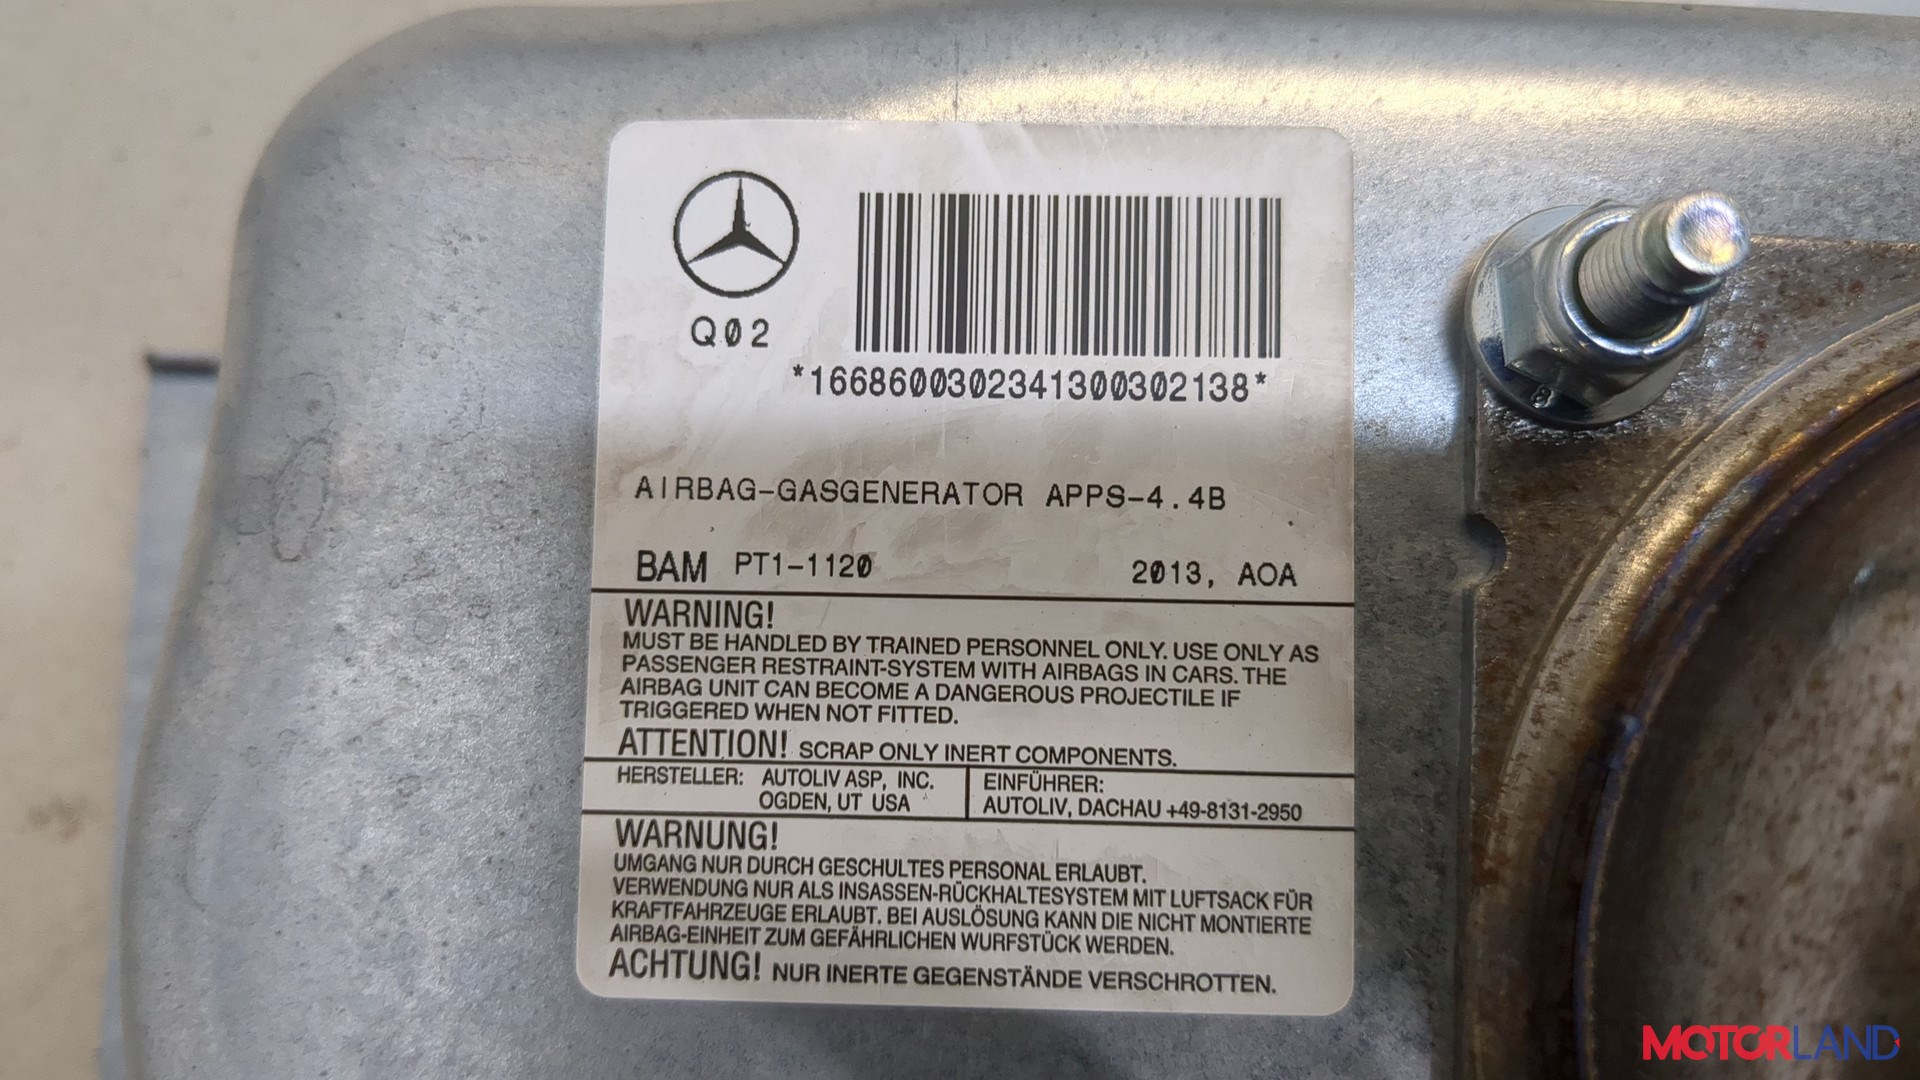 Q02
*1668600302341300302138*
AIRBAG-GASGENERATOR APPS-4.4B
BAM PT1-1120 2013, AOA
WARNING!
MUST BE HANDLED BY TRAINED PERSONNEL ONLY. USE ONLY AS
PASSENGER RESTRAINT-SYSTEM WITH AIRBAGS IN CARS. THE
AIRBAG UNIT CAN BECOME A DANGEROUS PROJECTILE IF
TRIGGERED WHEN NOT FITTED.
ATTENTION! SCRAP ONLY INERT COMPONENTS.
HERSTELLER: AUTOLIV ASP, INC.
OGDEN, UT USA
EINFÜHRER:
AUTOLIV, DACHAU +49-8131-2950
WARNUNG!
UMGANG NUR DURCH GESCHULTES PERSONAL ERLAUBT.
VERWENDUNG NUR ALS INSASSEN-RÜCKHALTESYSTEM MIT LUFTSACK FÜR
KRAFTFAHRZEUGE ERLAUBT. BEI AUSLÖSUNG KANN DIE NICHT MONTIERTE
AIRBAG-EINHEIT ZUM GEFÄHRLICHEN WURFSTÜCK WERDEN.
ACHTUNG! NUR INERTE GEGENSTÄNDE VERSCHROTTEN.
8
MOTORLAND